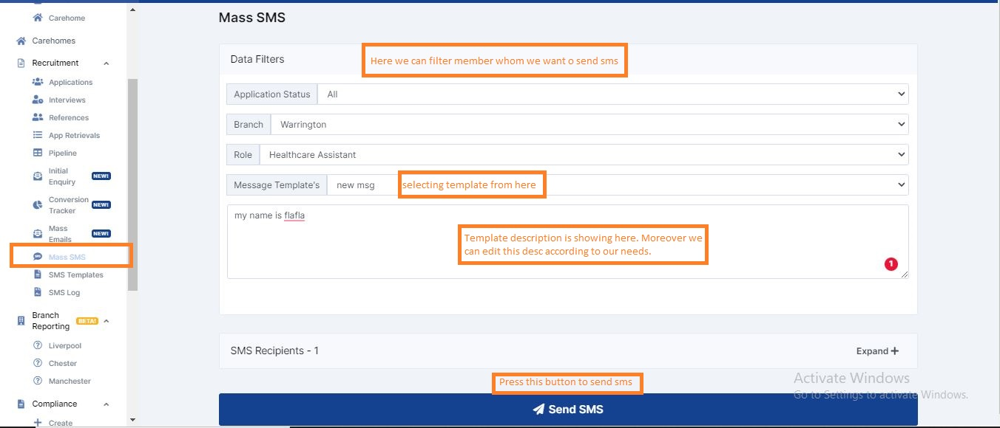 Carehome
Carehomes
Recruitment
Applications
Interviews
References
App Retrievals
Pipeline
Initial
Enquiry
NEW!
Conversion
Tracker
NEW!
Mass
Emails
NEW!
Mass SMS
SMS Templates
SMS Log
Branch
Reporting
BETA!
Liverpool
Chester
Manchester
Compliance
Create
Mass SMS
Data Filters
Here we can filter member whom we want o send sms
Application Status All
Branch Warrington
Role Healthcare Assistant
Message Template's new msg
selecting template from here
my name is flafla
Template description is showing here. Moreover we
can edit this desc according to our needs.
1
SMS Recipients - 1
Expand +
Press this button to send sms
Send SMS
Activate Windows
Go to Settings to activate Windows.